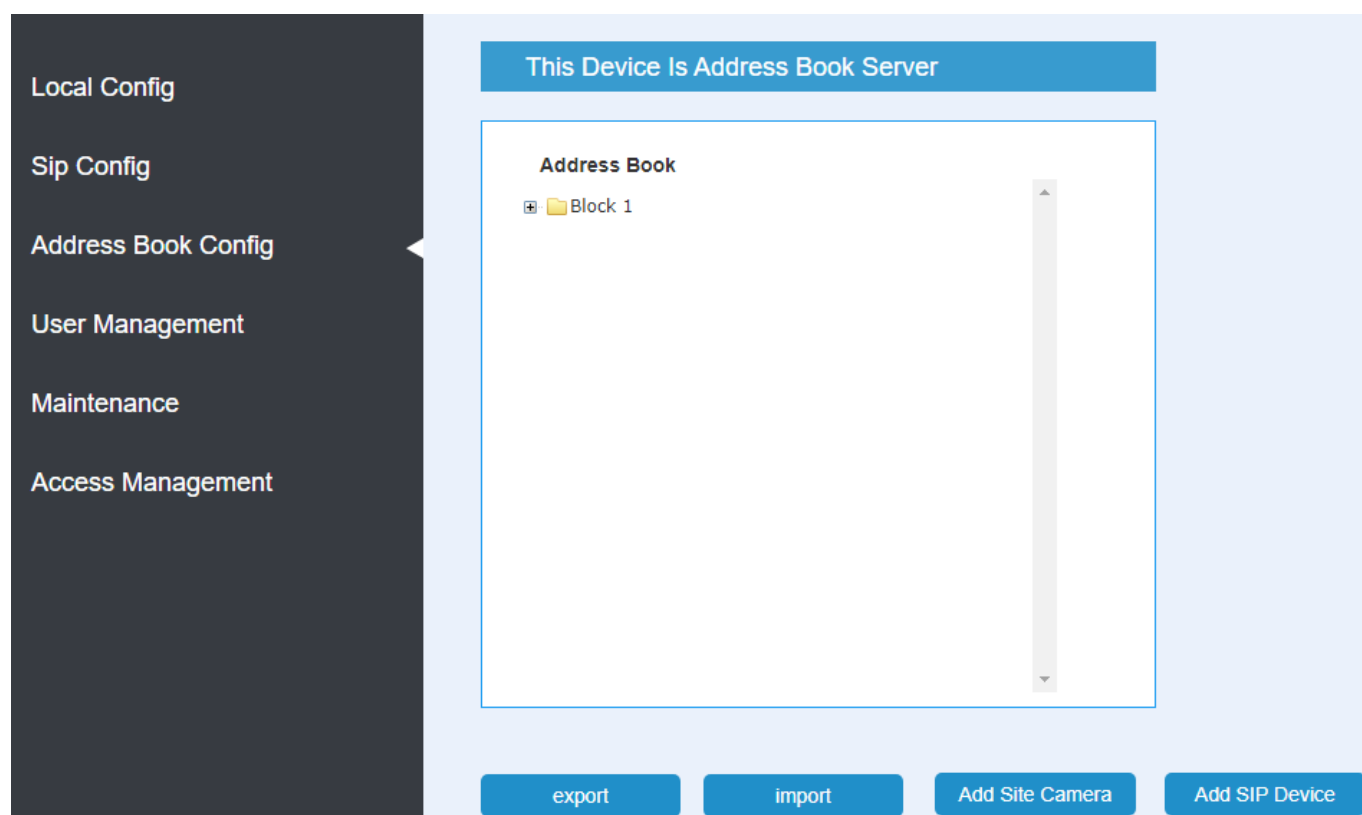 Local Config
Sip Config
Address Book Config
User Management
Maintenance
Access Management
This Device Is Address Book Server
Address Book
Block 1
export
import
Add Site Camera
Add SIP Device